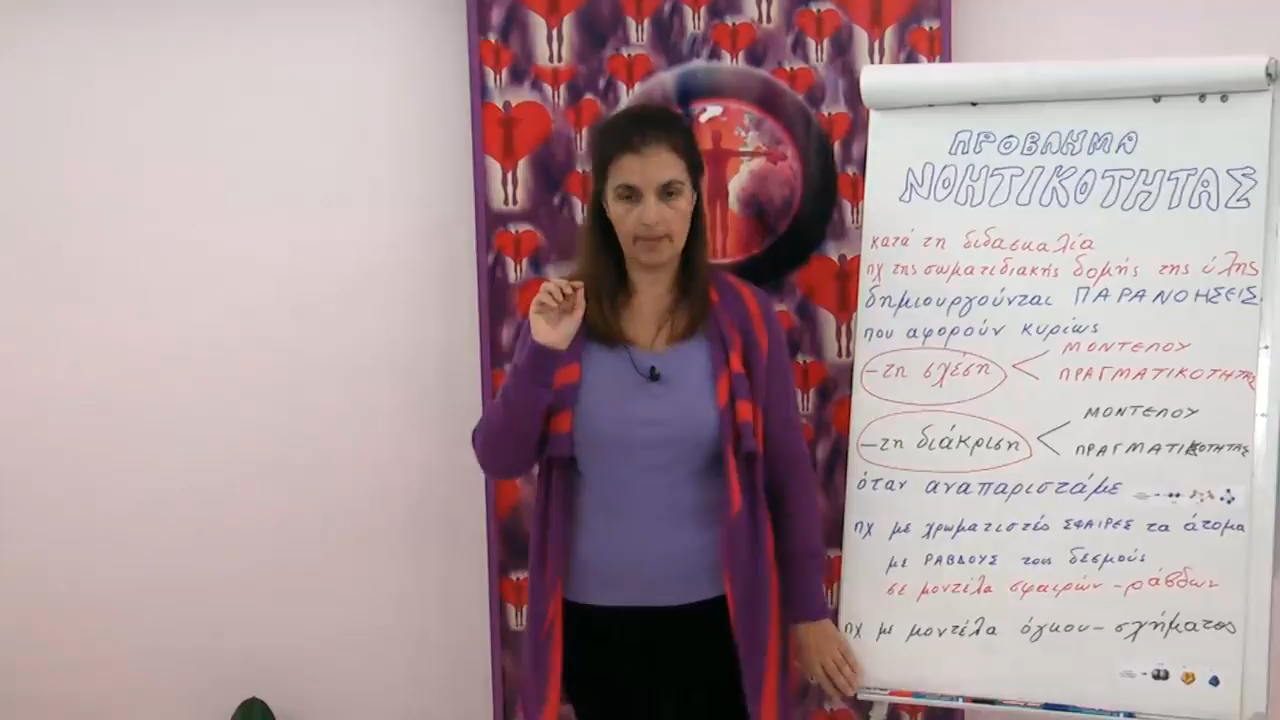 ΠΡΟΒΛΗΜΑ
ΝΟΗΤΙΚΟΤΗΤΑΣ
κατά τη διδασκαλία
πχ της σωματιδιακής δομής της ύλης
δημιουργούνται ΠΑΡΑΝΟΗΣΕΙΣ
που αφορούν κυρίως
ΜΟΝΤΕΛΟΥ
-τη σχέση < ΠΡΑΓΜΑΤΙΚΟΤΗΤΑΣ
ΜΟΝΤΕΛΟΥ
-τη διάκριση < ΠΡΑΓΜΑΤΙΚΟΤΗΤΑΣ
όταν αναπαριστάμε
πχ με χρωματιστές ΣΦΑΙΡΕΣ τα άτομα
με ΡΑΒΔΟΥΣ τους δεσμούς
σε μοντέλα σφαιρών -ράβδων
πχ με μοντέλα όγκου - σχήματος